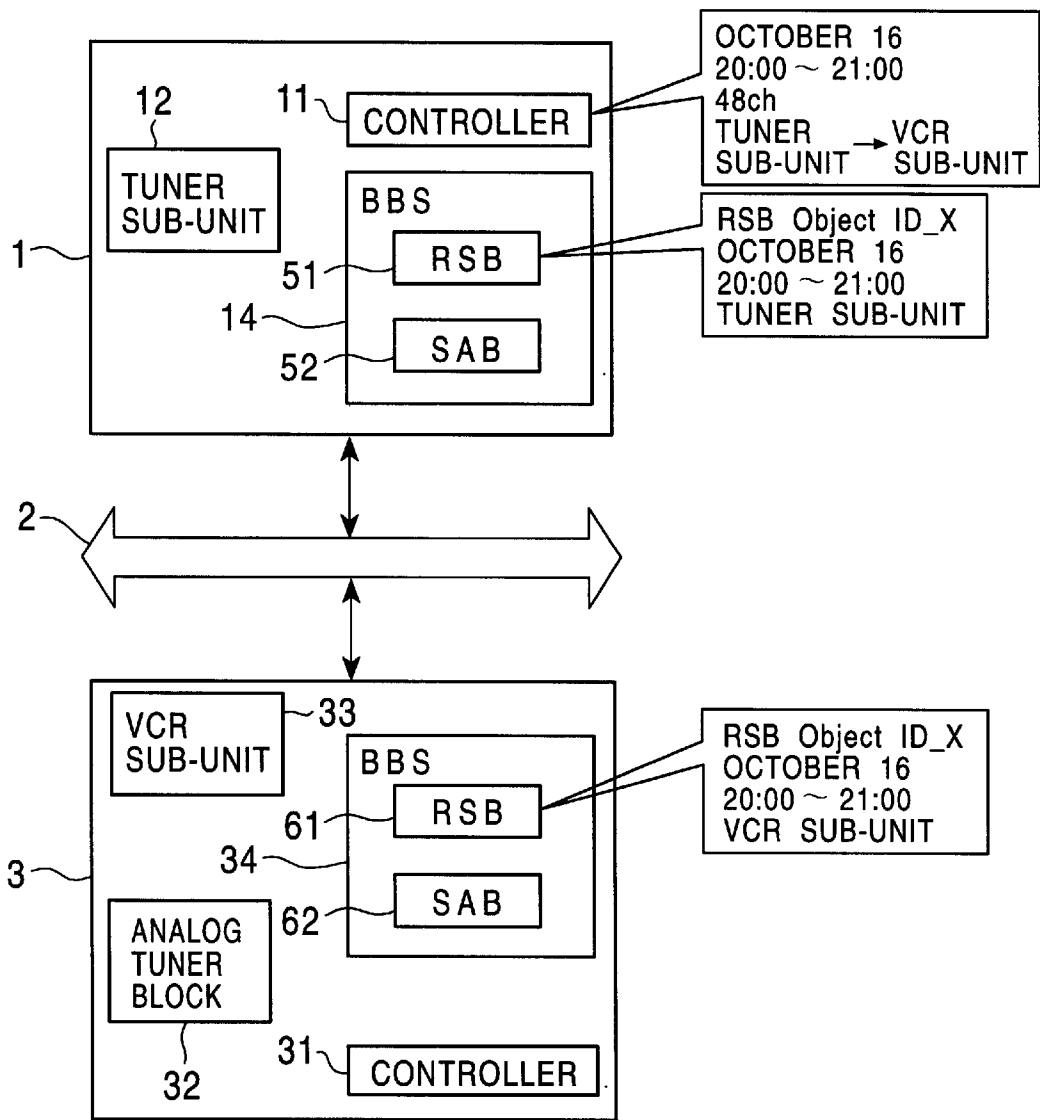 OCTOBER 16
20:00 ~ 21:00
48ch
TUNER SUB-UNIT → VCR SUB-UNIT
11
CONTROLLER
12
TUNER
SUB-UNIT
BBS
RSB
51
14
SAB
52
1
RSB Object ID_X
OCTOBER 16
20:00 ~ 21:00
TUNER SUB-UNIT
2
VCR
SUB-UNIT
33
BBS
RSB
61
34
SAB
62
3
RSB Object ID_X
OCTOBER 16
20:00 ~ 21:00
VCR SUB-UNIT
ANALOG
TUNER
BLOCK
32
31
CONTROLLER